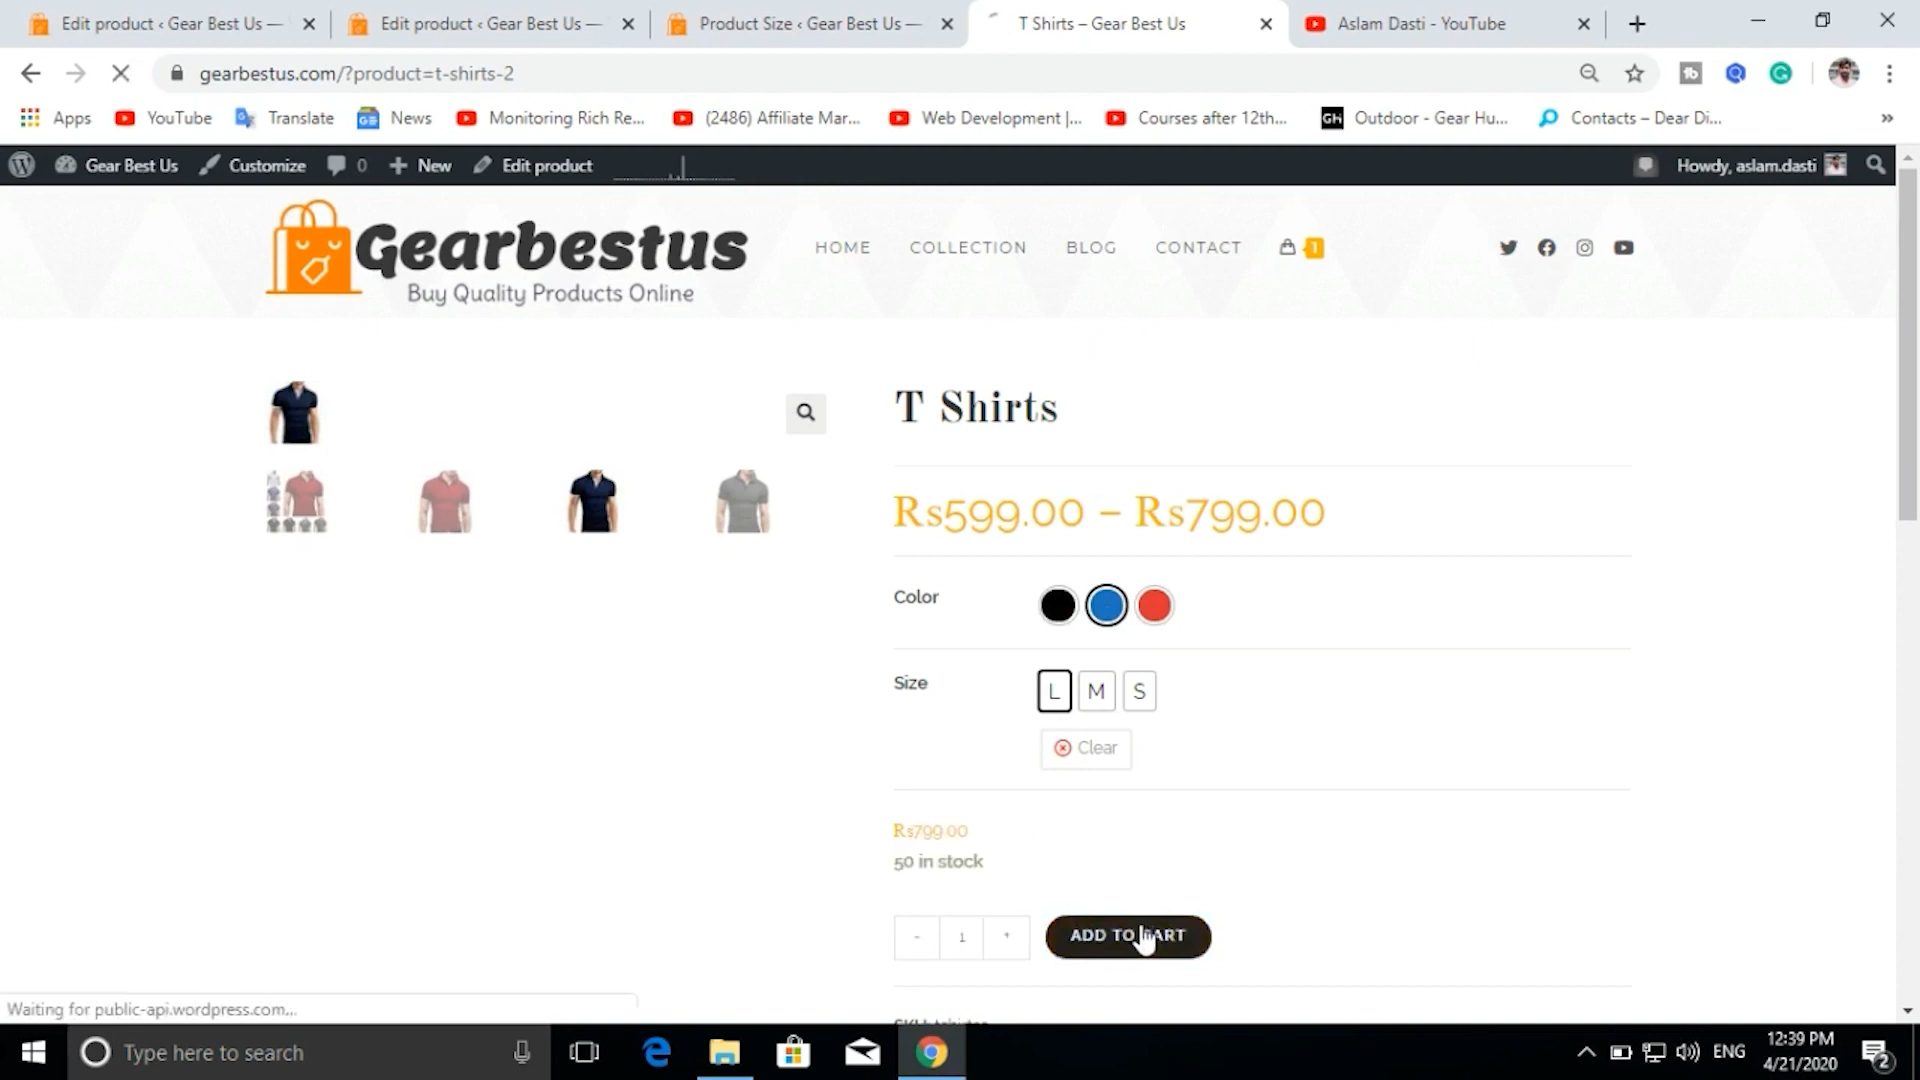 Edit product ‹ Gear Best Us —
Edit product ‹ Gear Best Us —
Product Size ‹ Gear Best Us —
T Shirts – Gear Best Us
Aslam Dasti - YouTube
gearbestus.com/?product=t-shirts-2
Apps
YouTube
Translate
News
Monitoring Rich Re...
(2486) Affiliate Mar...
Web Development |...
Courses after 12th...
GH
Outdoor - Gear Hu...
Contacts – Dear Di...
Gear Best Us
Customize
0
New
Edit product
Howdy, aslam.dasti
Gearbestus
Buy Quality Products Online
HOME
COLLECTION
BLOG
CONTACT
1
T Shirts
Rs599.00 – Rs799.00
Color
Size
L
M
S
Clear
Rs799.00
50 in stock
- 1 +
ADD TO CART
Waiting for public-api.wordpress.com...
Type here to search
ENG
12:39 PM
4/21/2020
2